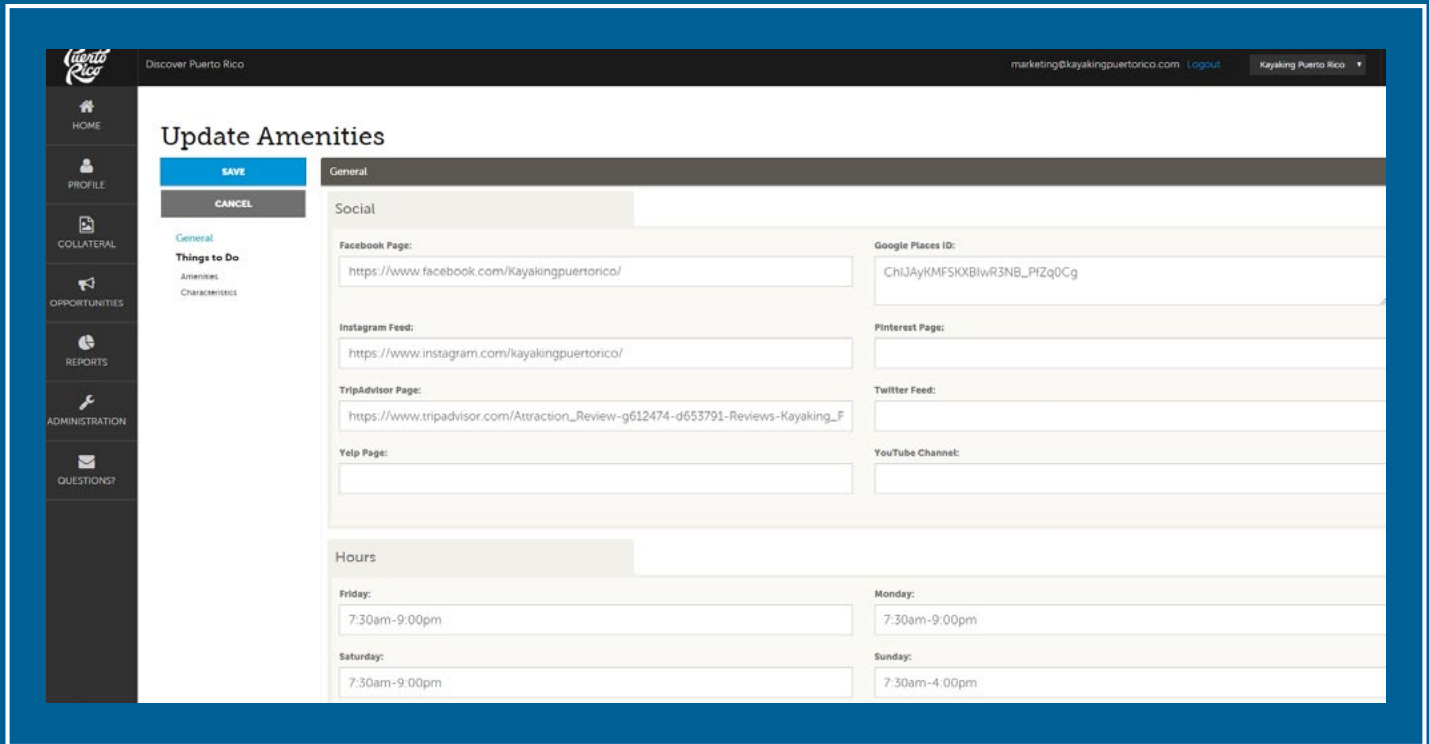 Puerto
Rico
Discover Puerto Rico
marketing@kayakingpuertorico.com Logout
Kayaking Puerto Rico
HOME
PROFILE
COLLATERAL
OPPORTUNITIES
REPORTS
ADMINISTRATION
QUESTIONS?
Update Amenities
SAVE
CANCEL
General
Things to Do
Amenities
Characteristics
General
Social
Facebook Page:
https://www.facebook.com/Kayakingpuertorico/
Google Places ID:
ChIJAyKMFSKXBIwR3NB_PfZq0Cg
Instagram Feed:
https://www.instagram.com/kayakingpuertorico/
Pinterest Page:
TripAdvisor Page:
https://www.tripadvisor.com/Attraction_Review-g612474-d653791-Reviews-Kayaking_F
Twitter Feed:
Yelp Page:
YouTube Channel:
Hours
Friday:
7:30am-9:00pm
Monday:
7:30am-9:00pm
Saturday:
7:30am-9:00pm
Sunday:
7:30am-4:00pm